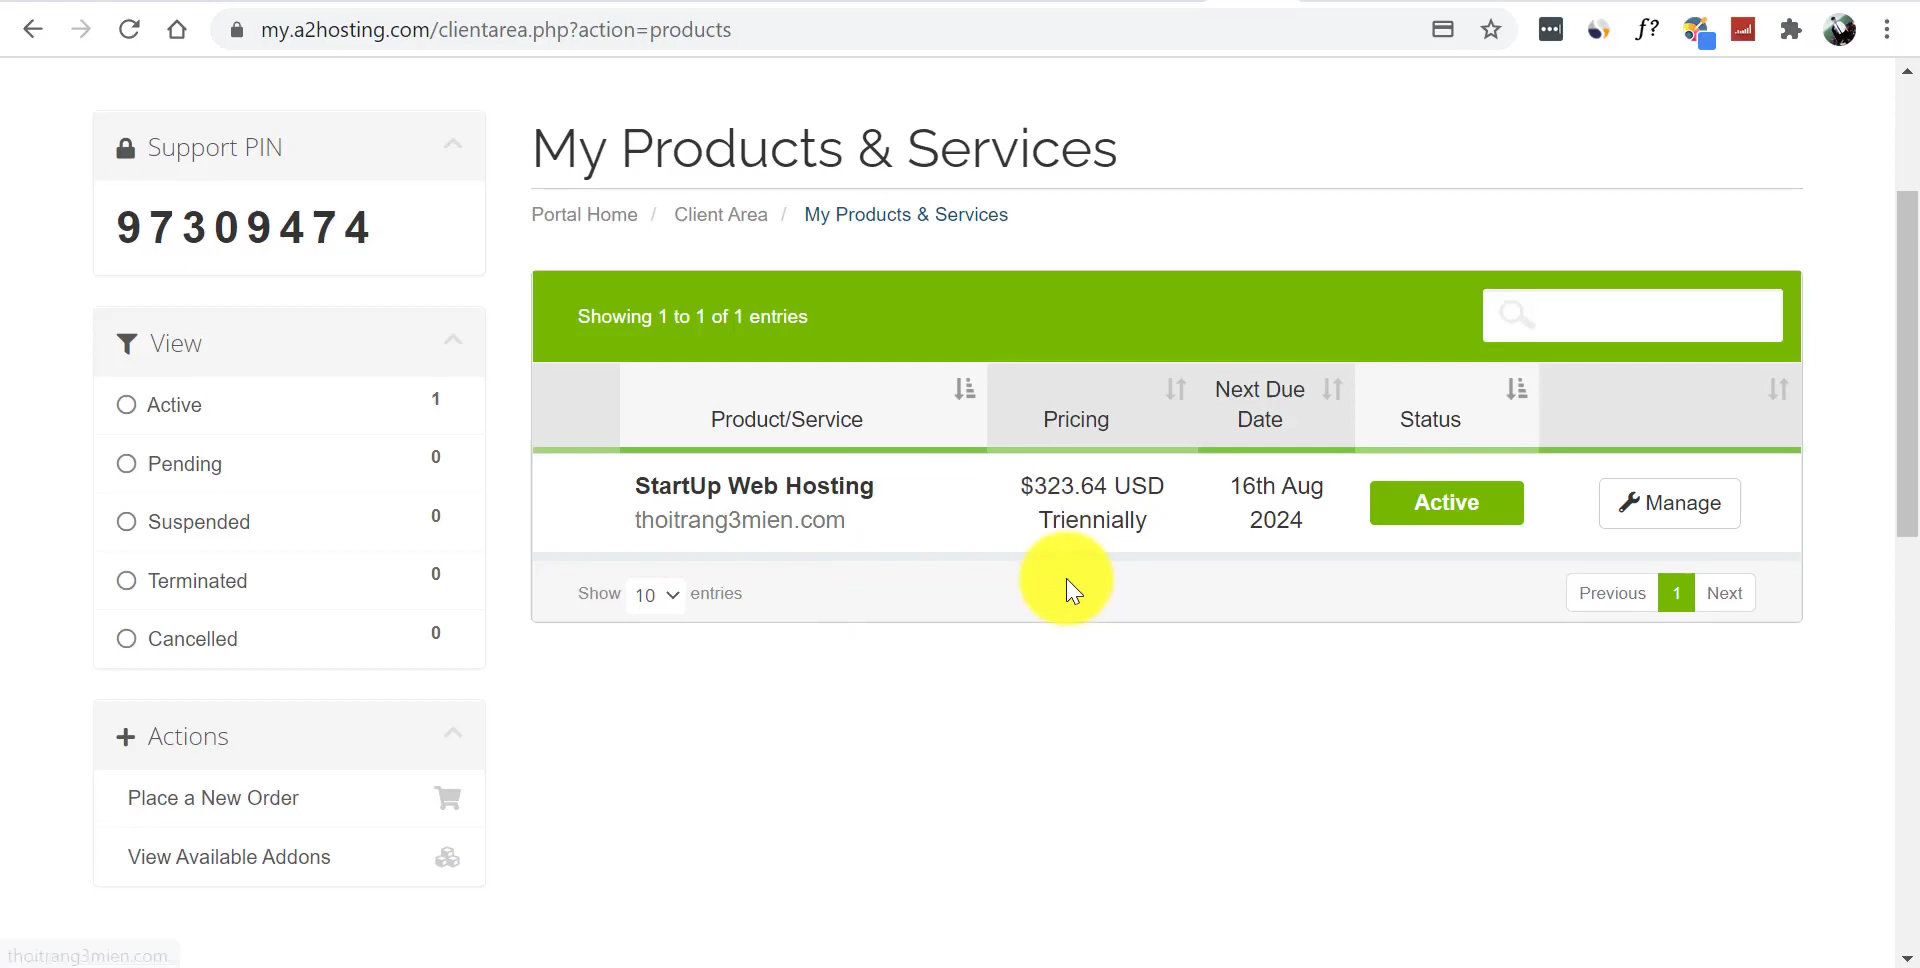 my.a2hosting.com/clientarea.php?action=products
f?
Support PIN
97309474
View
Active 1
Pending 0
Suspended 0
Terminated 0
Cancelled 0
Actions
Place a New Order
View Available Addons
My Products & Services
Portal Home / Client Area / My Products & Services
Showing 1 to 1 of 1 entries
Product/Service
Pricing
Next Due
Date
Status
StartUp Web Hosting
thoitrang3mien.com
$323.64 USD
Triennially
16th Aug
2024
Active
Manage
Show 10 entries
Previous 1 Next
thoitrang3mien.com